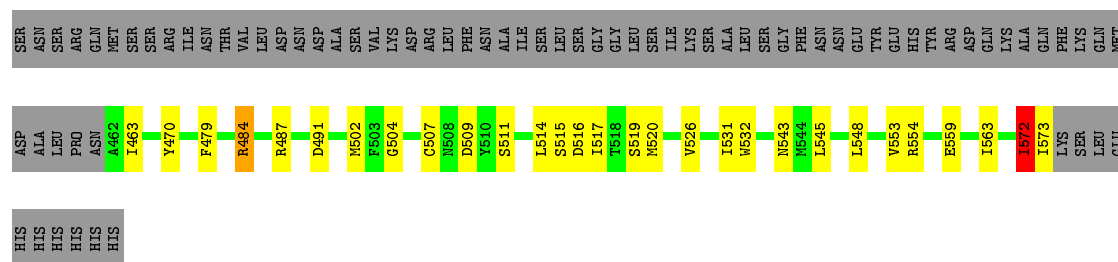 SER ASN SER ARG GLN MET SER SER ARG ILE ASN THR VAL LEU ASP ASN ASP ALA SER VAL LYS ASP ARG LEU PHE ASN ALA ILE SER LEU SER GLY GLY LEU SER ILE LYS SER ALA LEU SER GLY PHE ASN ASN GLU TYR GLU HIS TYR ARG ASP GLN LYS ALA GLN PHE LYS GLN MET
ASP ALA LEU PRO ASN A462 I463 Y470 F479 R484 R487 D491 M502 F503 G504 C507 N508 D509 Y510 S511 L514 S515 D516 I517 T518 S519 M520 V526 I531 W532 N543 M544 L545 L548 V553 R554 E559 I563 I572 I573 LYS SER LEU GLU
HIS HIS HIS HIS HIS HIS